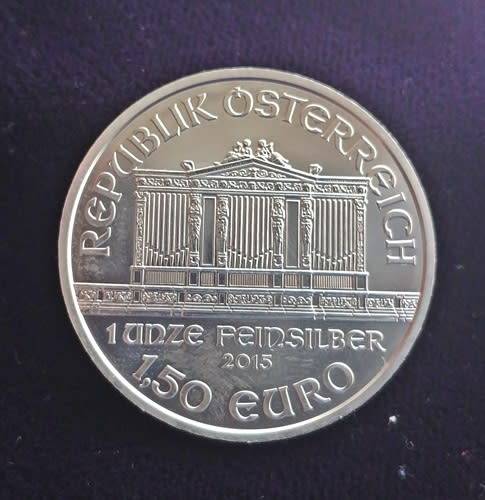 REPUBLIK ÖSTERREICH
1 UNZE FEINSILBER
2015
1,50 EURO